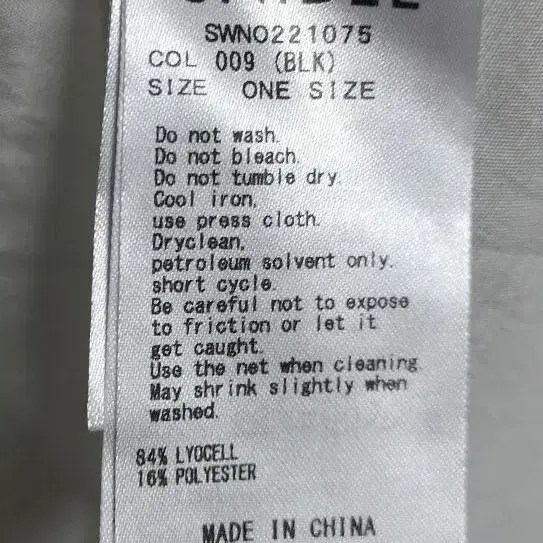 SWNO221075
COL 009 (BLK)
SIZE ONE SIZE
Do not wash.
Do not bleach.
Do not tumble dry.
Cool iron,
use press cloth.
Dryclean,
petroleum solvent only.
short cycle.
Be careful not to expose
to friction or let it
get caught.
Use the net when cleaning.
May shrink slightly when
washed.
84% LYOCELL
16% POLYESTER
MADE IN CHINA